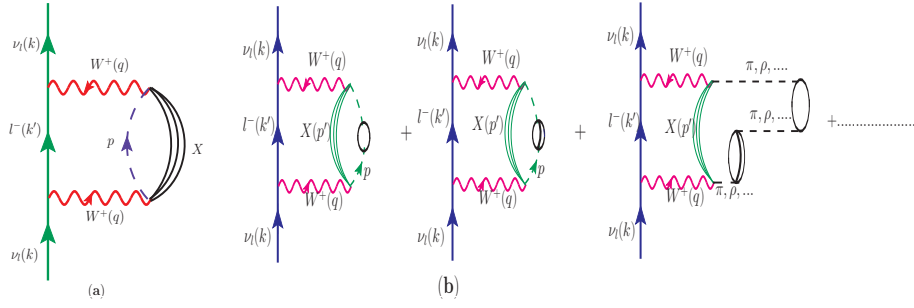 ν_l(k)
W⁺(q)
l⁻(k')
p
X
W⁺(q)
ν_l(k)
(a)
ν_l(k)
W⁺(q)
l⁻(k')
X(p')
p
W⁺(q)
ν_l(k)
+
ν_l(k)
W⁺(q)
l⁻(k')
X(p')
p
W⁺(q)
ν_l(k)
+
ν_l(k)
W⁺(q)
π, ρ, ....
l⁻(k')
X(p')
π, ρ, ....
π, ρ, ...
W⁺(q)
ν_l(k)
+......................
(b)